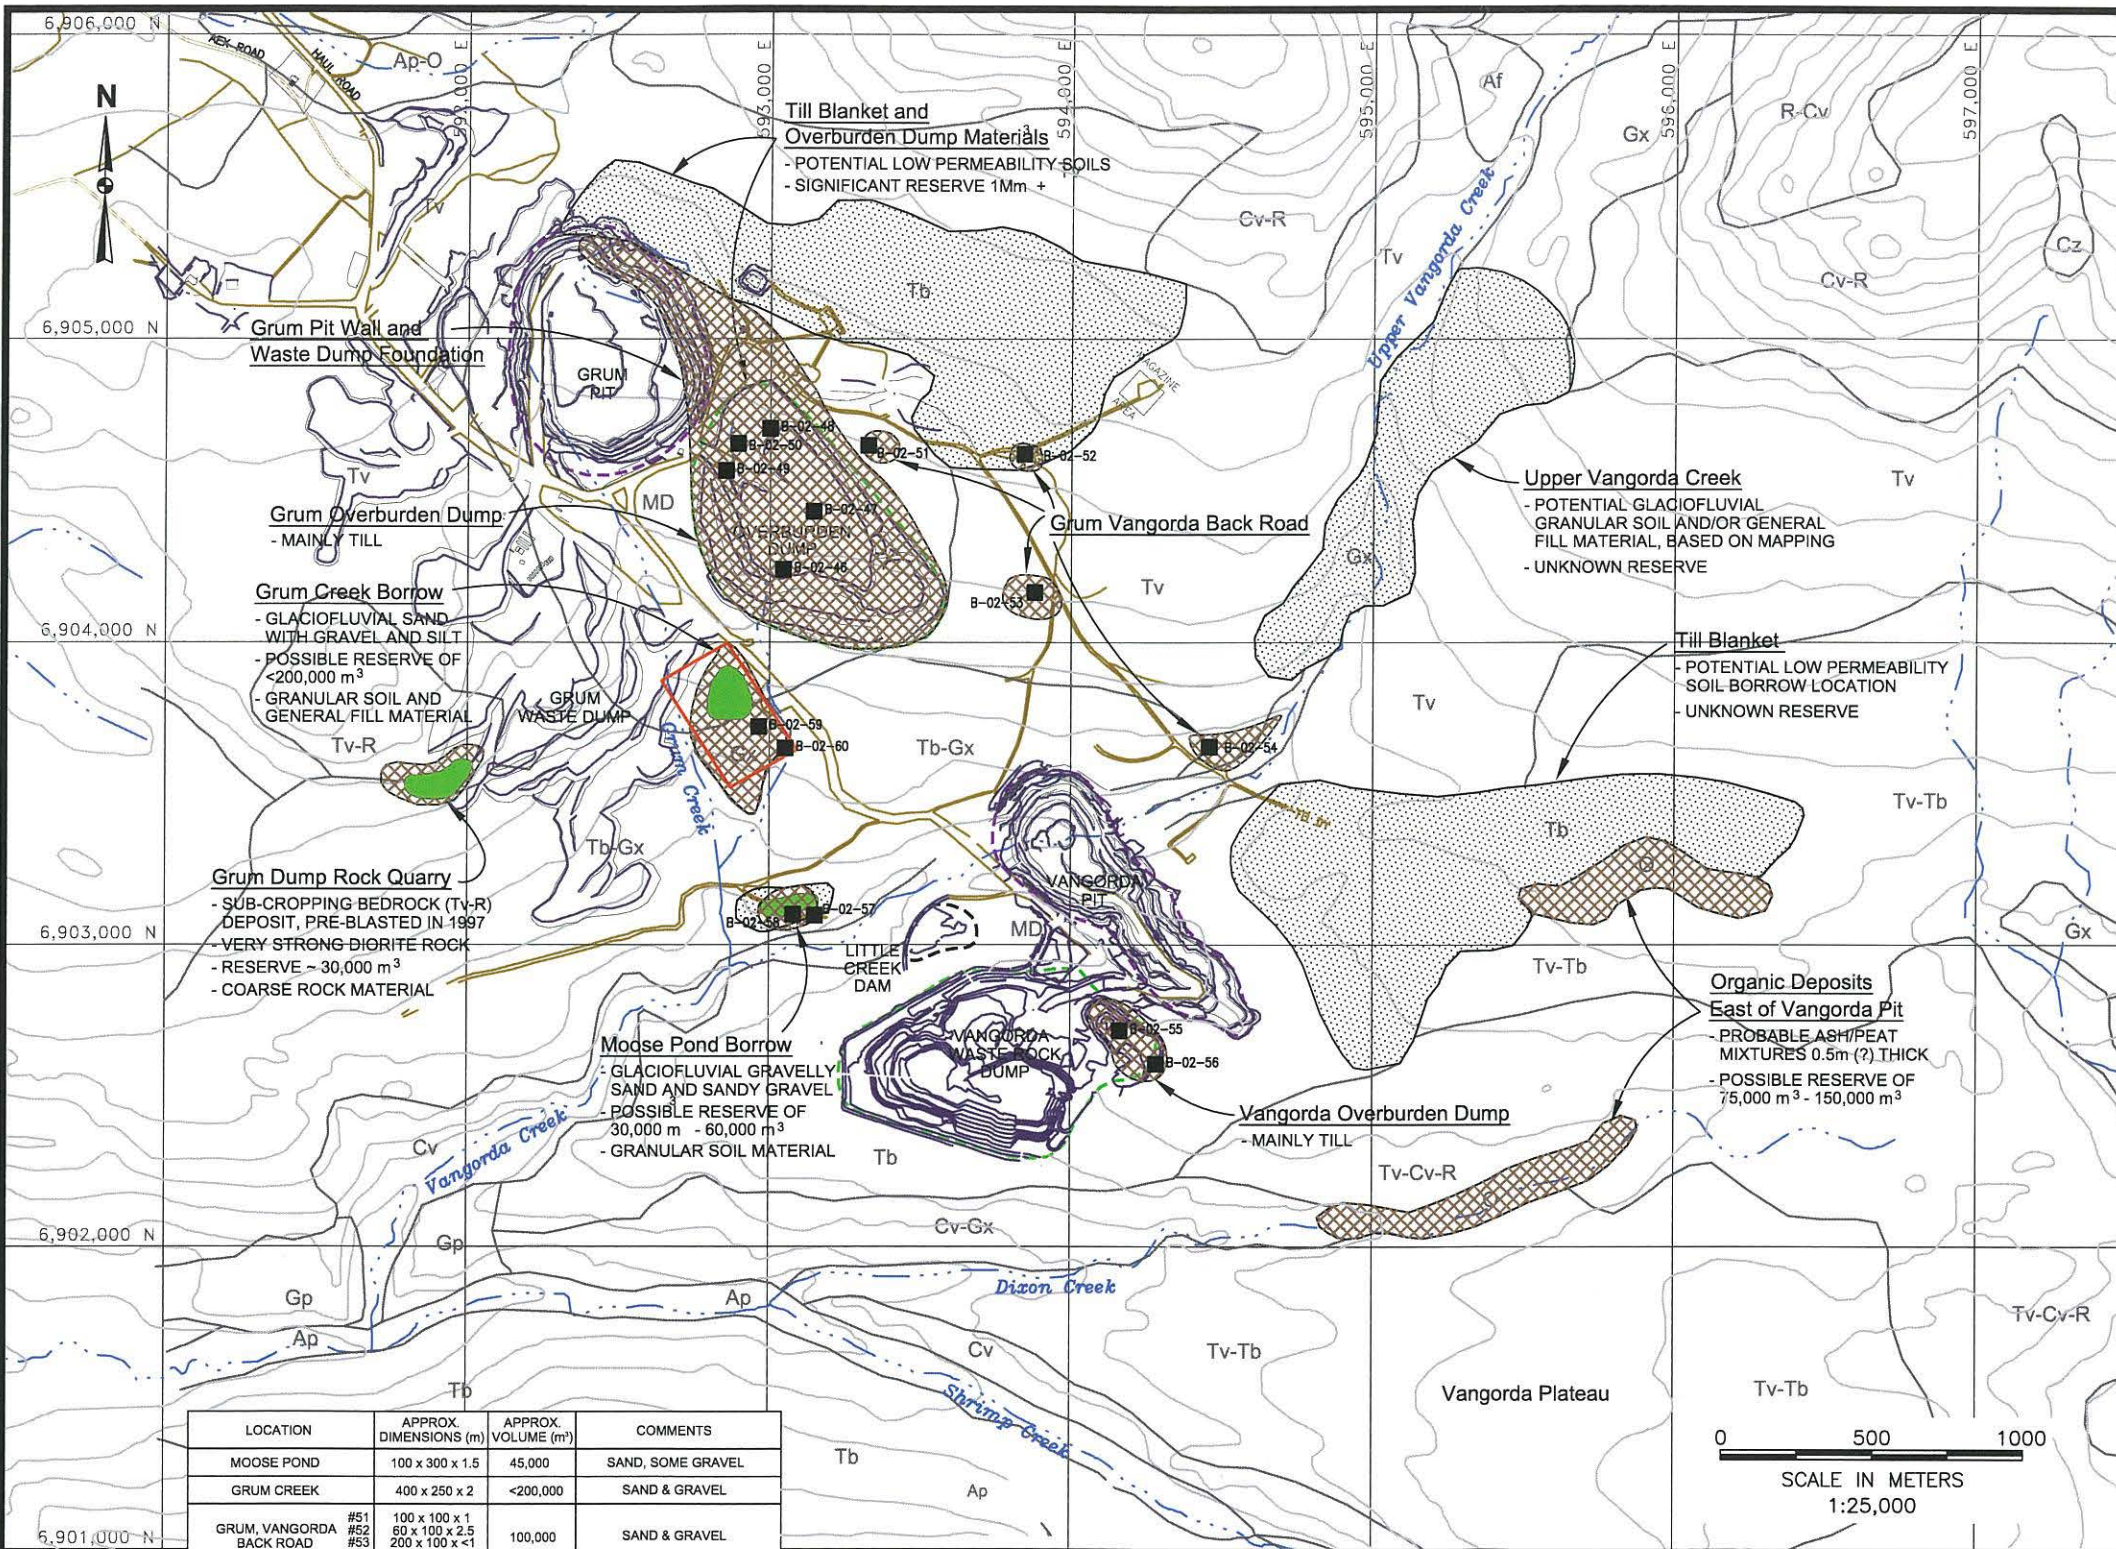 6,906,000 N
KEX ROAD
HAUL ROAD
Ap-O
592,000 E
593,000 E
594,000 E
595,000 E
596,000 E
597,000 E
Af
Gx
R-Cv
N
Till Blanket and
Overburden Dump Materials
3
- POTENTIAL LOW PERMEABILITY SOILS
- SIGNIFICANT RESERVE 1Mm +
Tv
Cv-R
Tv
Upper Vangorda Creek
Cz
Cv-R
Tb
6,905,000 N
Grum Pit Wall and
Waste Dump Foundation
GRUM
PIT
AGAZINE
AREA
B-02-48
B-02-50
B-02-49
B-02-51
B-02-52
B-02-47
B-02-46
B-02-53
Tv
MD
Grum Overburden Dump
- MAINLY TILL
OVERBURDEN
DUMP
Grum Vangorda Back Road
Upper Vangorda Creek
- POTENTIAL GLACIOFLUVIAL
GRANULAR SOIL AND/OR GENERAL
FILL MATERIAL, BASED ON MAPPING
- UNKNOWN RESERVE
Tv
Gx
Tv
Grum Creek Borrow
- GLACIOFLUVIAL SAND
WITH GRAVEL AND SILT
- POSSIBLE RESERVE OF
<200,000 m³
- GRANULAR SOIL AND
GENERAL FILL MATERIAL
6,904,000 N
Till Blanket
- POTENTIAL LOW PERMEABILITY
SOIL BORROW LOCATION
- UNKNOWN RESERVE
Tv
GRUM
WASTE DUMP
Tv-R
Grum Creek
B-02-59
B-02-60
Gx
Tb-Gx
B-02-54
Tv-Tb
Tb
Tb-Gx
Grum Dump Rock Quarry
- SUB-CROPPING BEDROCK (Tv-R)
DEPOSIT, PRE-BLASTED IN 1997
- VERY STRONG DIORITE ROCK
- RESERVE ~ 30,000 m³
- COARSE ROCK MATERIAL
6,903,000 N
B-02-57
B-02-58
VANGORDA
PIT
MD
LITTLE
CREEK
DAM
Gx
Tv-Tb
Organic Deposits
East of Vangorda Pit
- PROBABLE ASH/PEAT
MIXTURES 0.5m (?) THICK
- POSSIBLE RESERVE OF
75,000 m³ - 150,000 m³
Moose Pond Borrow
- GLACIOFLUVIAL GRAVELLY
SAND AND SANDY GRAVEL
3
- POSSIBLE RESERVE OF
30,000 m - 60,000 m³
- GRANULAR SOIL MATERIAL
VANGORDA
WASTE ROCK
DUMP
B-02-55
B-02-56
Vangorda Overburden Dump
- MAINLY TILL
Cv
Vangorda Creek
Tb
Tv-Cv-R
6,902,000 N
Gp
Cv-Gx
Dixon Creek
Gp
Ap
Ap
Tv-Cv-R
Cv
Tv-Tb
Tb
Shrimp Creek
Vangorda Plateau
Tv-Tb
Tb
Ap
LOCATION APPROX. DIMENSIONS (m) APPROX. VOLUME (m³) COMMENTS
MOOSE POND 100 x 300 x 1.5 45,000 SAND, SOME GRAVEL
GRUM CREEK 400 x 250 x 2 <200,000 SAND & GRAVEL
#51 100 x 100 x 1
GRUM, VANGORDA #52 60 x 100 x 2.5 100,000 SAND & GRAVEL
BACK ROAD #53 200 x 100 x <1
0 500 1000
SCALE IN METERS
1:25,000
6,901,000 N